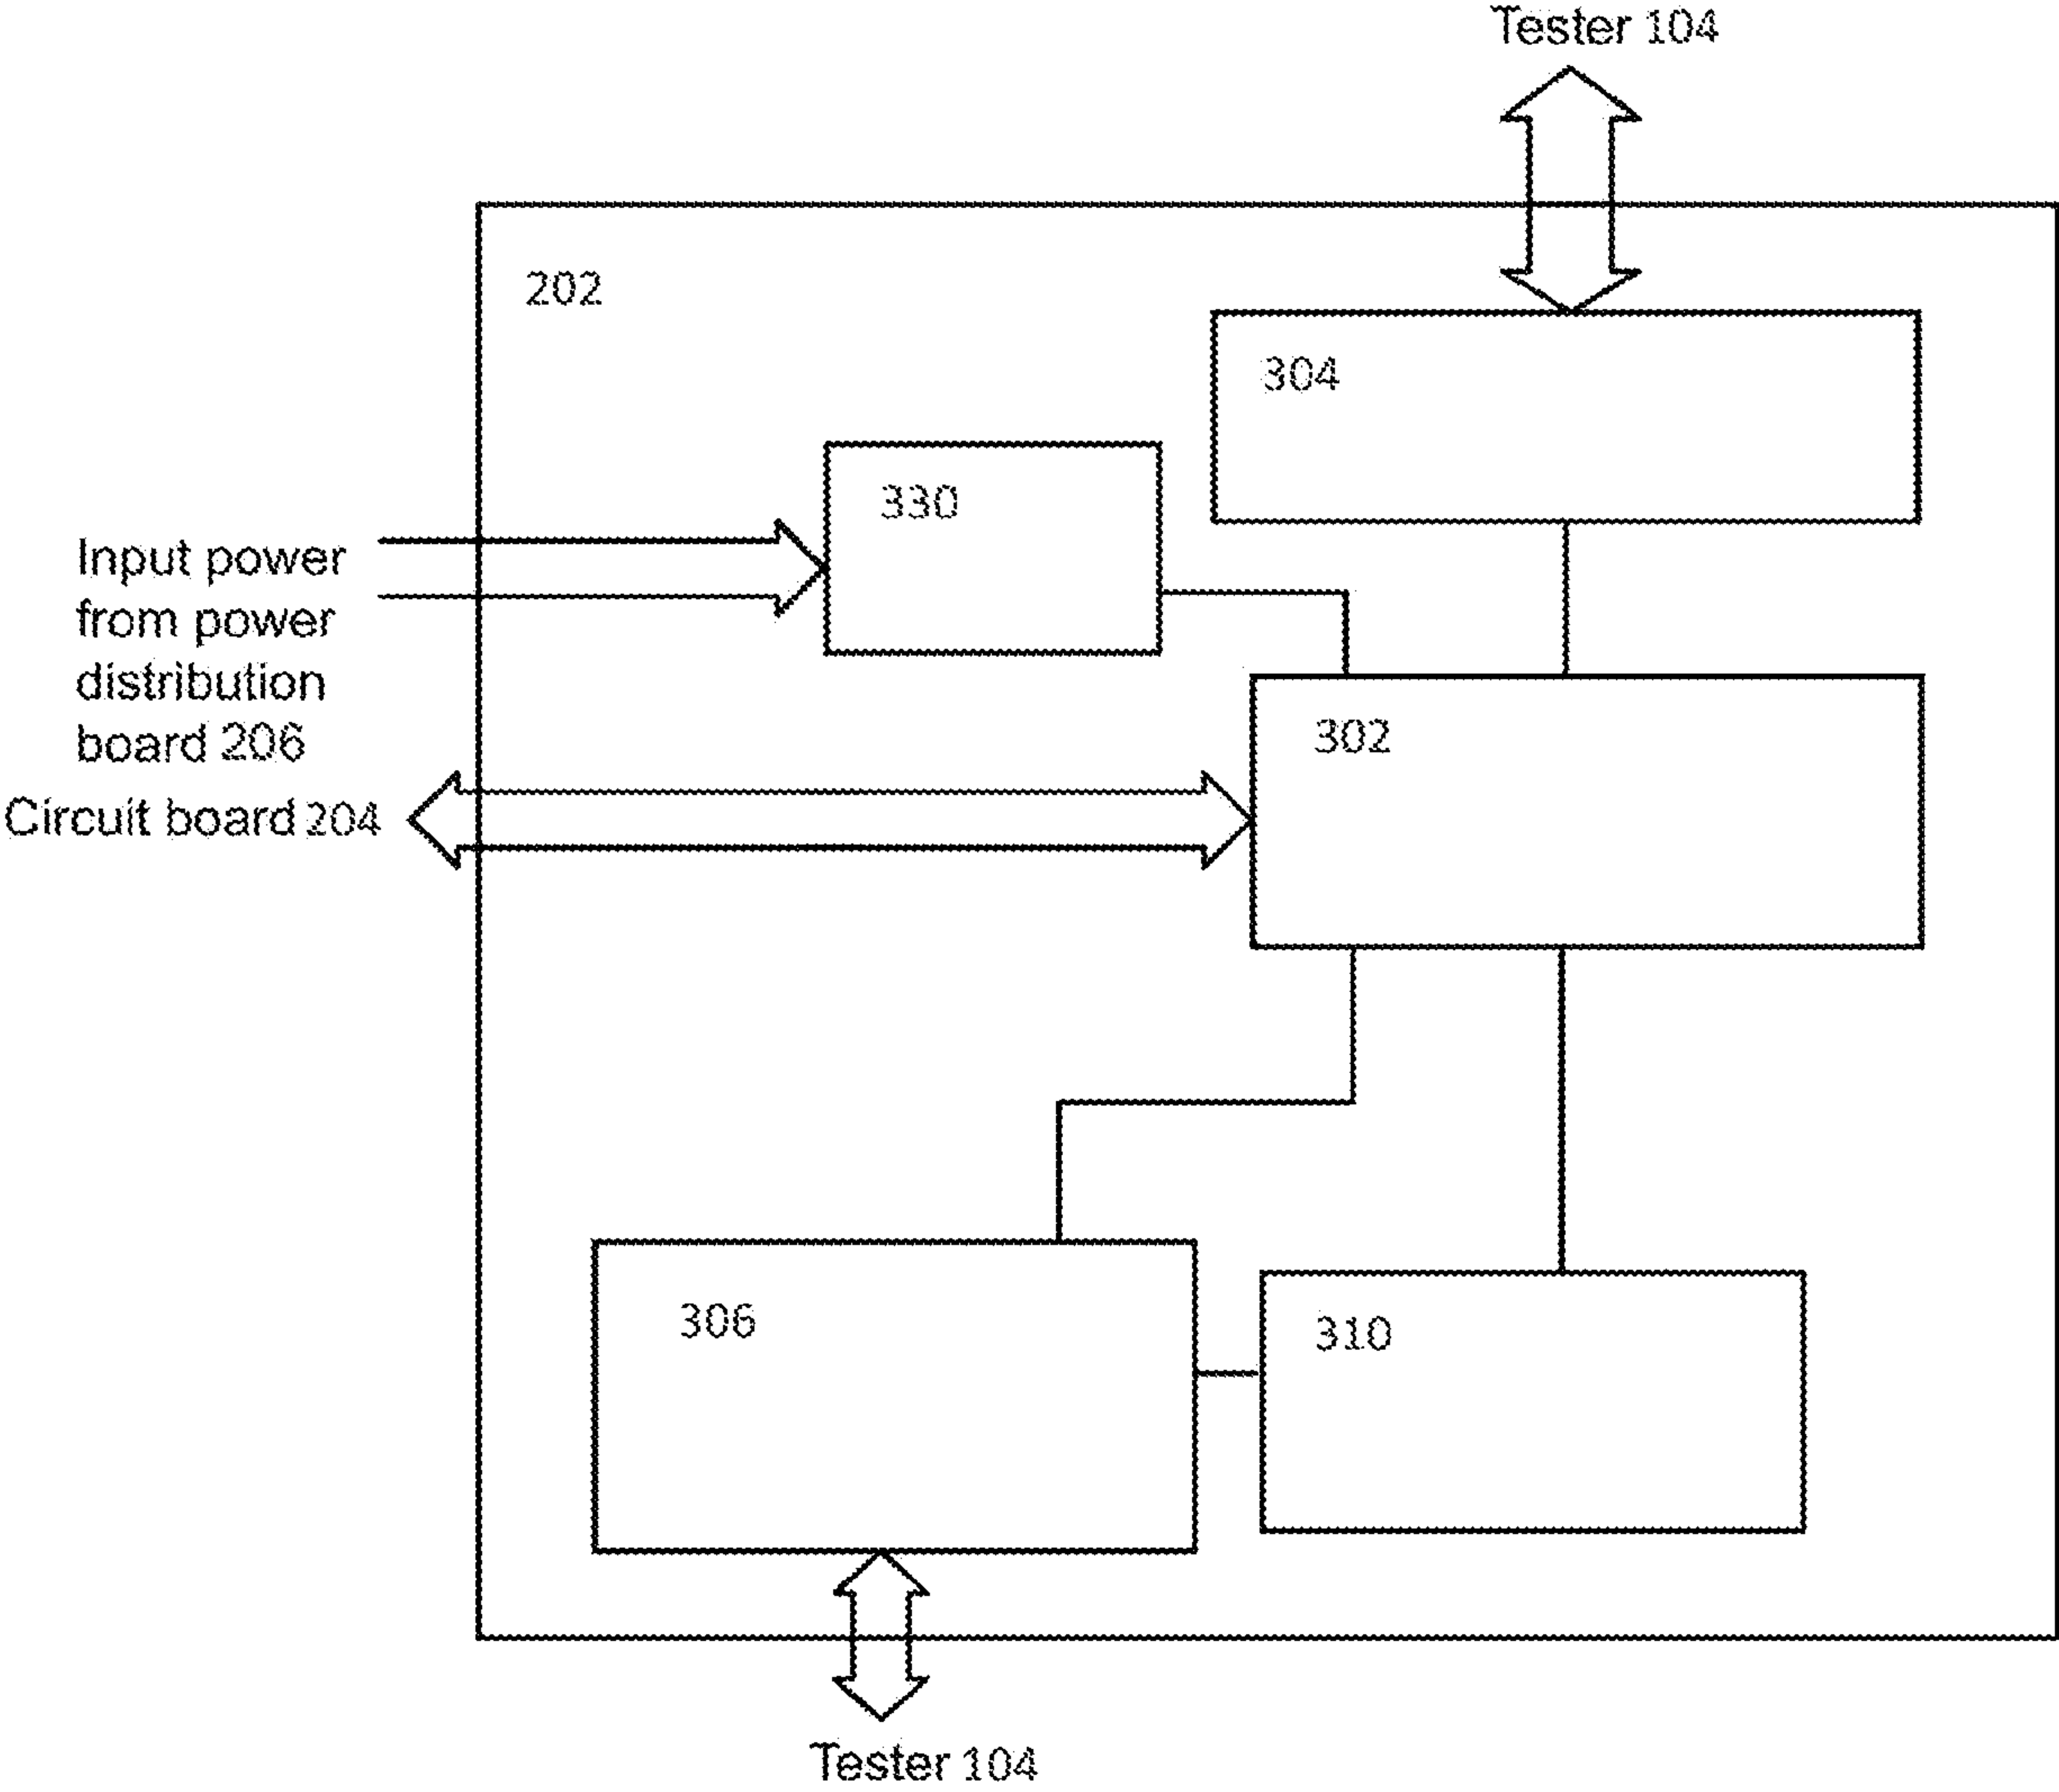 Tester 104
202
304
330
Input power
from power
distribution
board 206
302
Circuit board 204
306
310
Tester 104